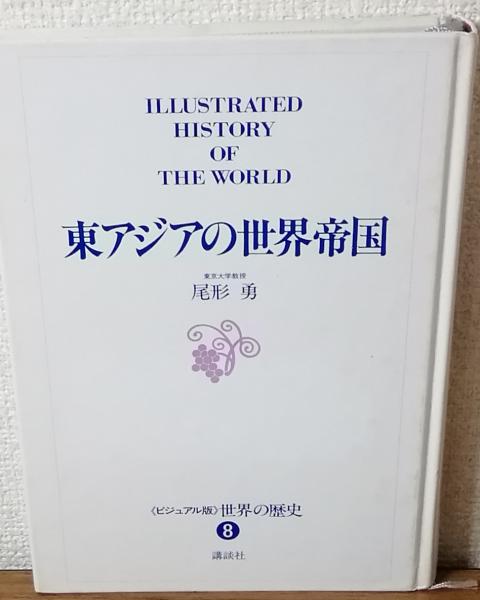 ILLUSTRATED
HISTORY
OF
THE WORLD
東アジアの世界帝国
東京大学教授
尾形 勇
《ビジュアル版》世界の歴史
8
講談社